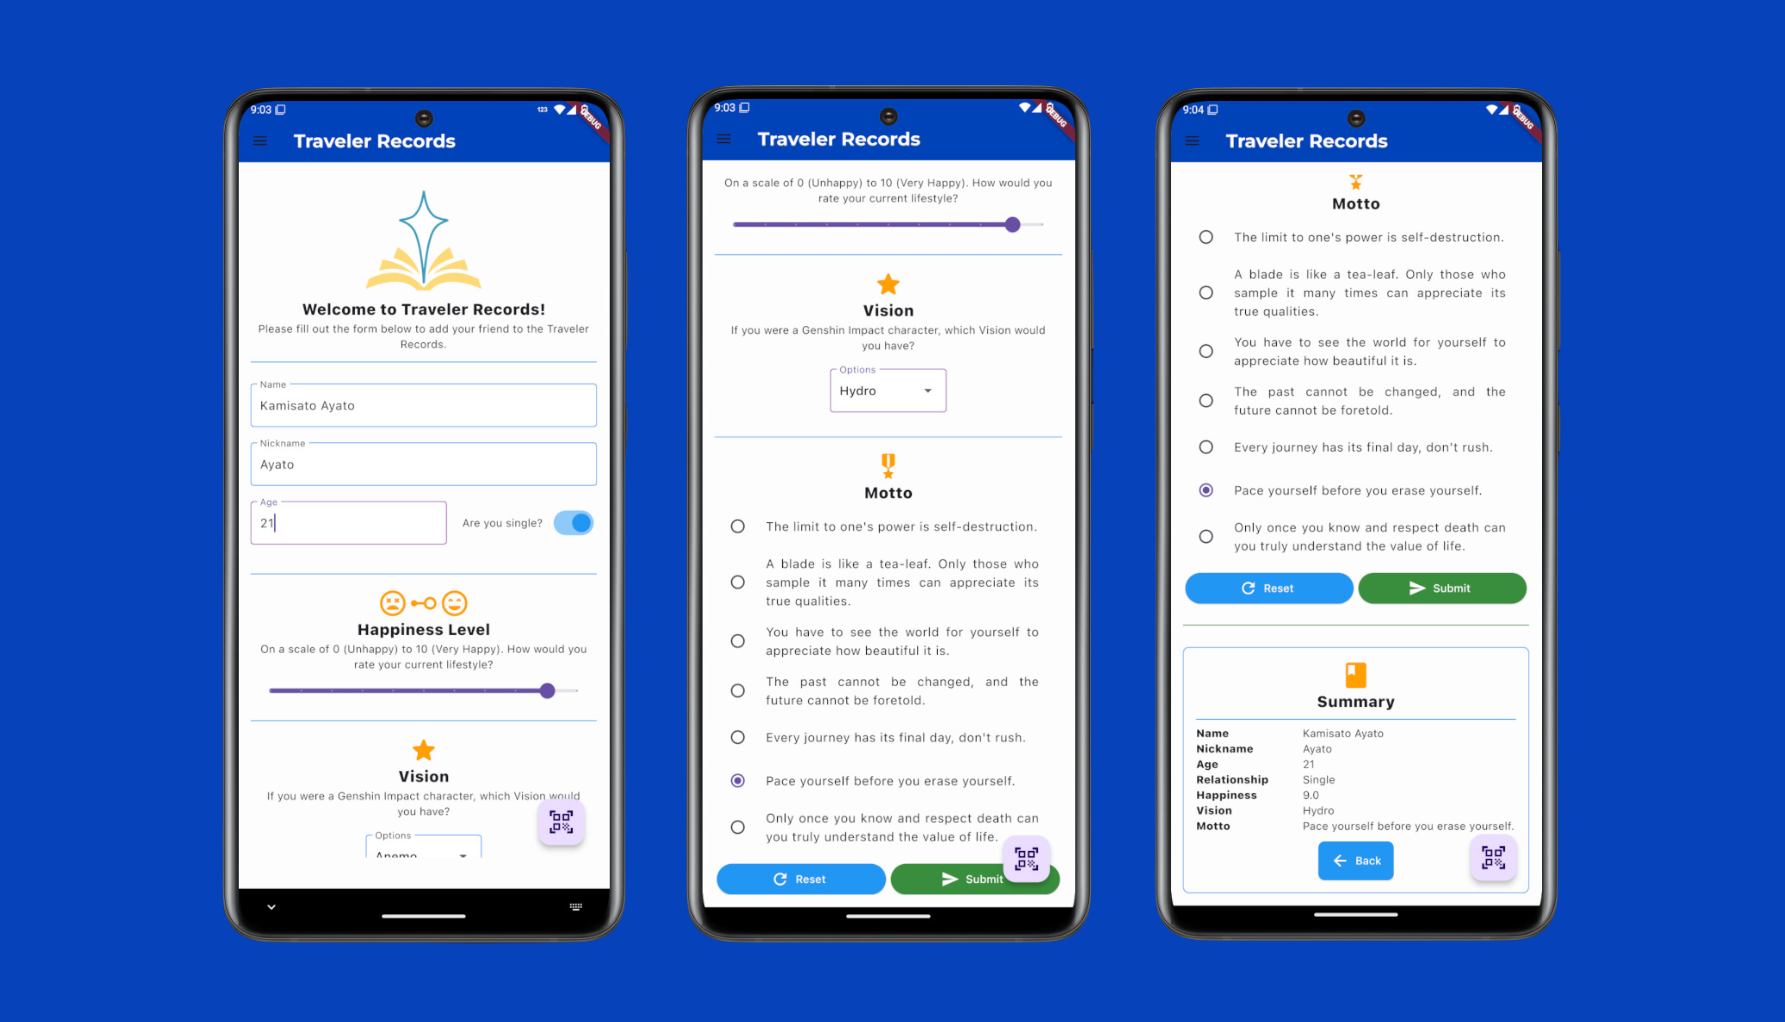 9:03
123
DEBUG
Traveler Records
Welcome to Traveler Records!
Please fill out the form below to add your friend to the Traveler
Records.
Name
Kamisato Ayato
Nickname
Ayato
Age
21
Are you single?
Happiness Level
On a scale of 0 (Unhappy) to 10 (Very Happy). How would you
rate your current lifestyle?
Vision
If you were a Genshin Impact character, which Vision would
you have?
Options
Anemo
9:03
DEBUG
Traveler Records
On a scale of 0 (Unhappy) to 10 (Very Happy). How would you
rate your current lifestyle?
Vision
If you were a Genshin Impact character, which Vision would
you have?
Options
Hydro
Motto
The limit to one's power is self-destruction.
A blade is like a tea-leaf. Only those who
sample it many times can appreciate its
true qualities.
You have to see the world for yourself to
appreciate how beautiful it is.
The past cannot be changed, and the
future cannot be foretold.
Every journey has its final day, don't rush.
Pace yourself before you erase yourself.
Only once you know and respect death can
you truly understand the value of life.
Reset
Submit
9:04
DEBUG
Traveler Records
Motto
The limit to one's power is self-destruction.
A blade is like a tea-leaf. Only those who
sample it many times can appreciate its
true qualities.
You have to see the world for yourself to
appreciate how beautiful it is.
The past cannot be changed, and the
future cannot be foretold.
Every journey has its final day, don't rush.
Pace yourself before you erase yourself.
Only once you know and respect death can
you truly understand the value of life.
Reset
Submit
Summary
Name Kamisato Ayato
Nickname Ayato
Age 21
Relationship Single
Happiness 9.0
Vision Hydro
Motto Pace yourself before you erase yourself.
Back